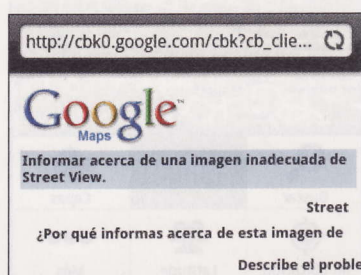 http://cbk0.google.com/cbk?cb_clie...
Google™
Maps
Informar acerca de una imagen inadecuada de
Street View.
Street
¿Por qué informas acerca de esta imagen de
Describe el proble